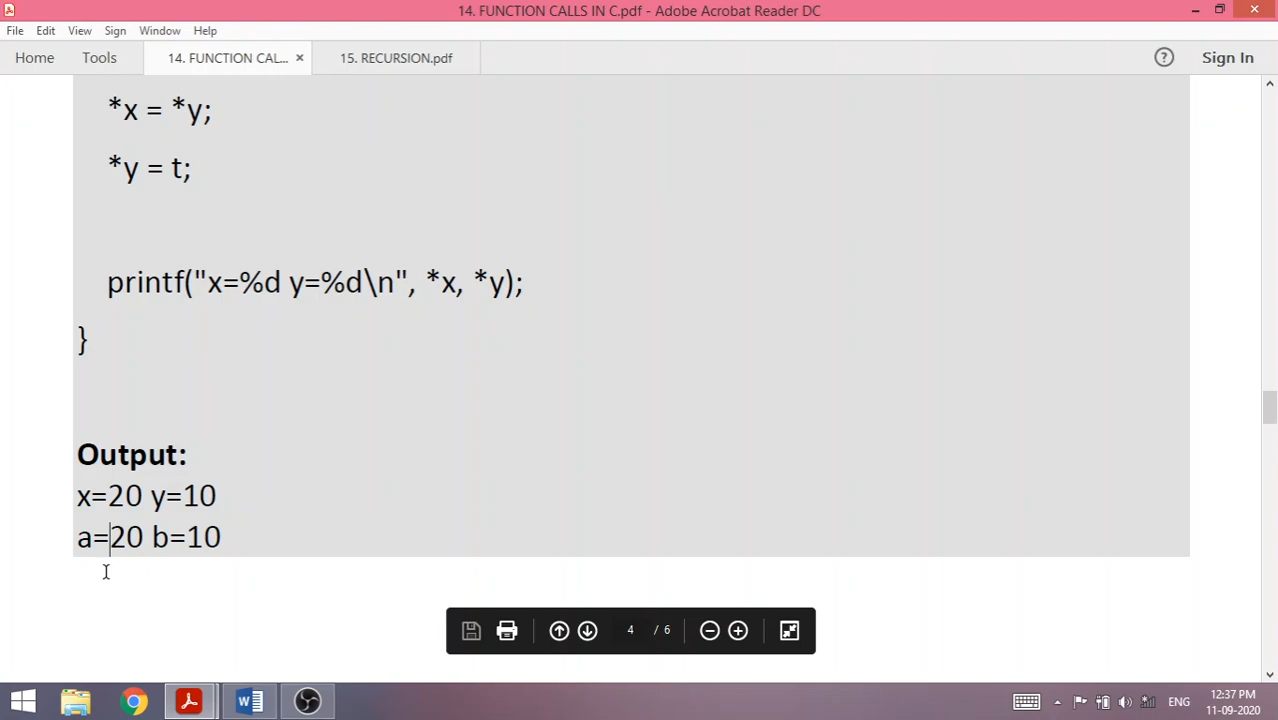 14. FUNCTION CALLS IN C.pdf - Adobe Acrobat Reader DC
File Edit View Sign Window Help
Home Tools 14. FUNCTION CAL... × 15. RECURSION.pdf ? Sign In
*x = *y;
*y = t;
printf("x=%d y=%d\n", *x, *y);
}
Output:
x=20 y=10
a=20 b=10
4 / 6
ENG
12:37 PM
11-09-2020